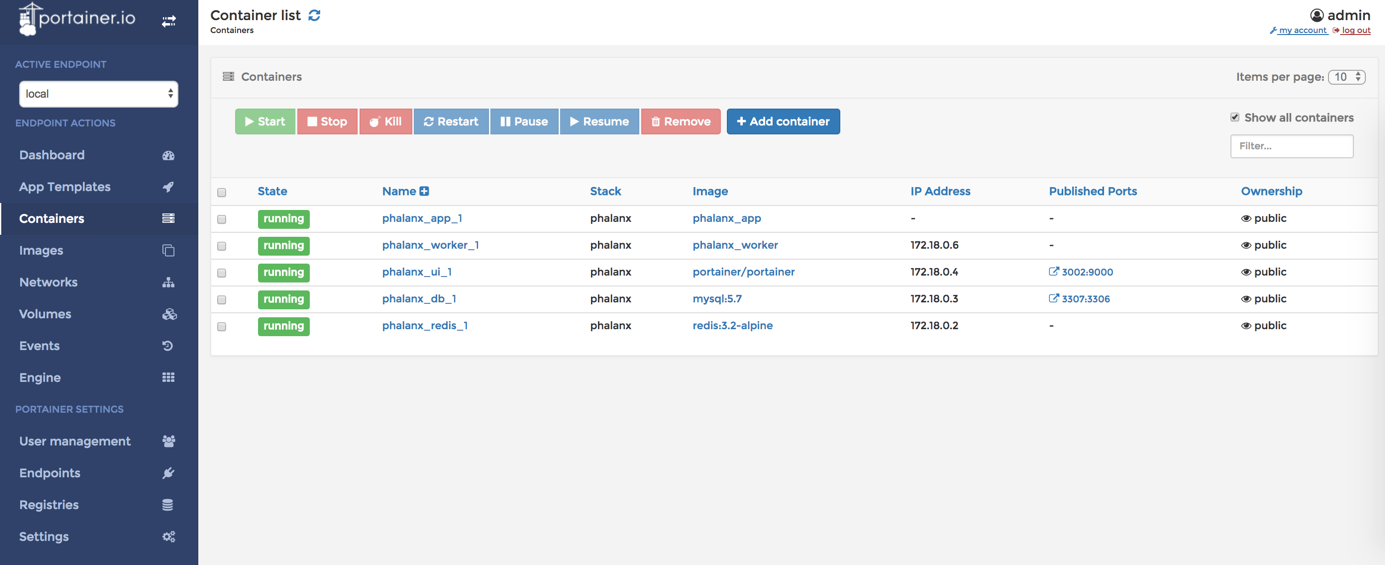 portainer.io
Container list
Containers
admin
my account log out
ACTIVE ENDPOINT
local
ENDPOINT ACTIONS
Dashboard
App Templates
Containers
Images
Networks
Volumes
Events
Engine
PORTAINER SETTINGS
User management
Endpoints
Registries
Settings
Containers
Items per page: 10
Start Stop Kill Restart Pause Resume Remove Add container
Show all containers
Filter...
State Name Stack Image IP Address Published Ports Ownership
running phalanx_app_1 phalanx phalanx_app - - public
running phalanx_worker_1 phalanx phalanx_worker 172.18.0.6 - public
running phalanx_ui_1 phalanx portainer/portainer 172.18.0.4 3002:9000 public
running phalanx_db_1 phalanx mysql:5.7 172.18.0.3 3307:3306 public
running phalanx_redis_1 phalanx redis:3.2-alpine 172.18.0.2 - public